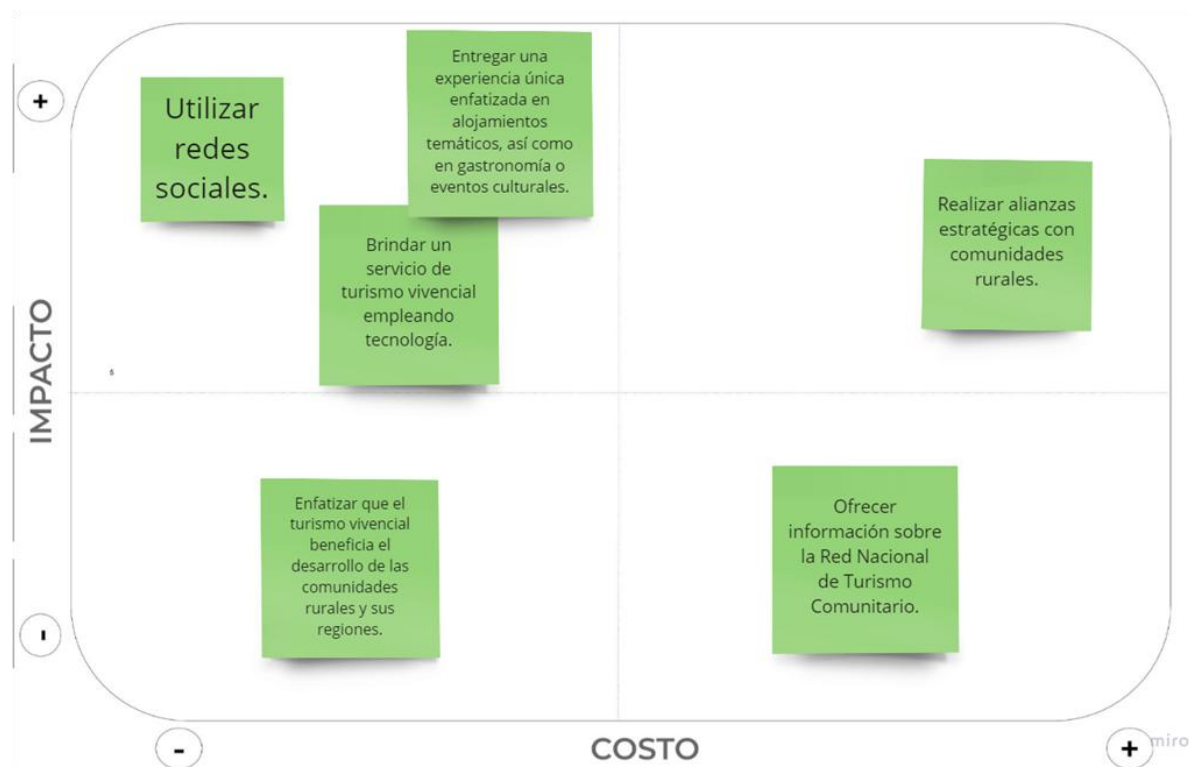 +
Utilizar
redes
sociales.
Entregar una
experiencia única
enfatizada en
alojamientos
temáticos, así como
en gastronomía o
eventos culturales.
Brindar un
servicio de
turismo vivencial
empleando
tecnología.
Realizar alianzas
estratégicas con
comunidades
rurales.
IMPACTO
Enfatizar que el
turismo vivencial
beneficia el
desarrollo de las
comunidades
rurales y sus
regiones.
Ofrecer
información sobre
la Red Nacional
de Turismo
Comunitario.
-
-
COSTO
+
miro